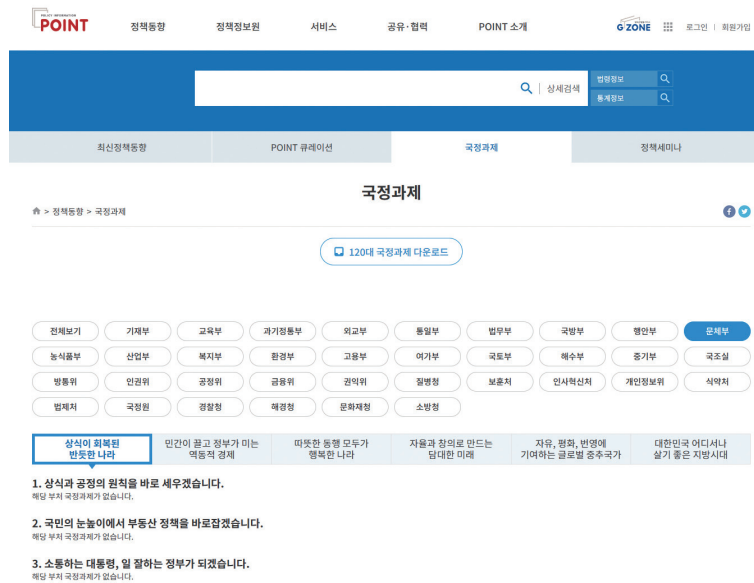 POLICY INFORMATION
POINT
정책동향 정책정보원 서비스 공유·협력 POINT 소개
G ZONE
로그인 | 회원가입
상세검색
법령정보
통계정보
최신정책동향 POINT 큐레이션 국정과제 정책세미나
국정과제
> 정책동향 > 국정과제
120대 국정과제 다운로드
전체보기 기재부 교육부 과기정통부 외교부 통일부 법무부 국방부 행안부 문체부
농식품부 산업부 복지부 환경부 고용부 여가부 국토부 해수부 중기부 국조실
방통위 인권위 공정위 금융위 권익위 질병청 보훈처 인사혁신처 개인정보위 식약처
법제처 국정원 경찰청 해경청 문화재청 소방청
상식이 회복된
반듯한 나라
민간이 끌고 정부가 미는
역동적 경제
따뜻한 동행 모두가
행복한 나라
자율과 창의로 만드는
담대한 미래
자유, 평화, 번영에
기여하는 글로벌 중추국가
대한민국 어디서나
살기 좋은 지방시대
1. 상식과 공정의 원칙을 바로 세우겠습니다.
해당 부처 국정과제가 없습니다.
2. 국민의 눈높이에서 부동산 정책을 바로잡겠습니다.
해당 부처 국정과제가 없습니다.
3. 소통하는 대통령, 일 잘하는 정부가 되겠습니다.
해당 부처 국정과제가 없습니다.